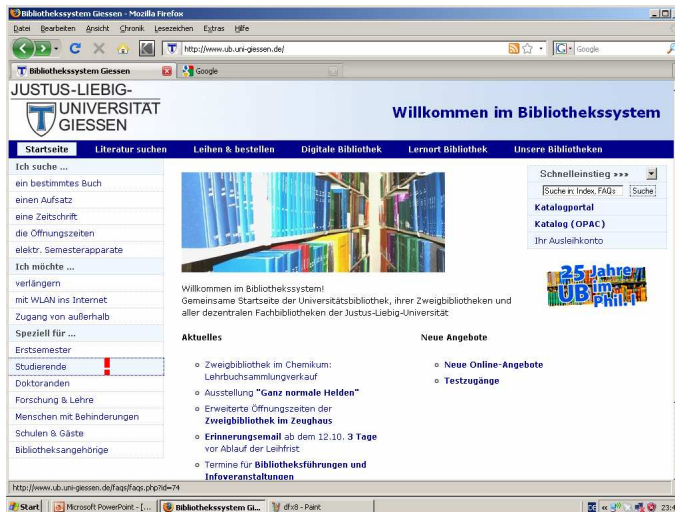 Bibliothekssystem Giessen - Mozilla Firefox
Datei Bearbeiten Ansicht Chronik Lesezeichen Extras Hilfe
http://www.ub.uni-giessen.de/
Google
Bibliothekssystem Giessen
Google
JUSTUS-LIEBIG-
UNIVERSITÄT
GIESSEN
Willkommen im Bibliothekssystem
Startseite Literatur suchen Leihen & bestellen Digitale Bibliothek Lernort Bibliothek Unsere Bibliotheken
Ich suche ...
ein bestimmtes Buch
einen Aufsatz
eine Zeitschrift
die Öffnungszeiten
elektr. Semesterapparate
Ich möchte ...
verlängern
mit WLAN ins Internet
Zugang von außerhalb
Speziell für ...
Erstsemester
Studierende !
Doktoranden
Forschung & Lehre
Menschen mit Behinderungen
Schulen & Gäste
Bibliotheksangehörige
Willkommen im Bibliothekssystem!
Gemeinsame Startseite der Universitätsbibliothek, ihrer Zweigbibliotheken und
aller dezentralen Fachbibliotheken der Justus-Liebig-Universität
Aktuelles
Zweigbibliothek im Chemikum:
Lehrbuchsammlungverkauf
Ausstellung "Ganz normale Helden"
Erweiterte Öffnungszeiten der
Zweigbibliothek im Zeughaus
Erinnerungsemail ab dem 12.10. 3 Tage
vor Ablauf der Leihfrist
Termine für Bibliotheksführungen und
Infoveranstaltungen
Neue Angebote
Neue Online-Angebote
Testzugänge
Schnelleinstieg »»»
Suche in: Index, FAQs Suche
Katalogportal
Katalog (OPAC)
Ihr Ausleihkonto
25 Jahre
UB im
Phil. I
http://www.ub.uni-giessen.de/faqs/faqs.php?id=74
Start Microsoft PowerPoint - [... Bibliothekssystem Gi... dfx8 - Paint DE